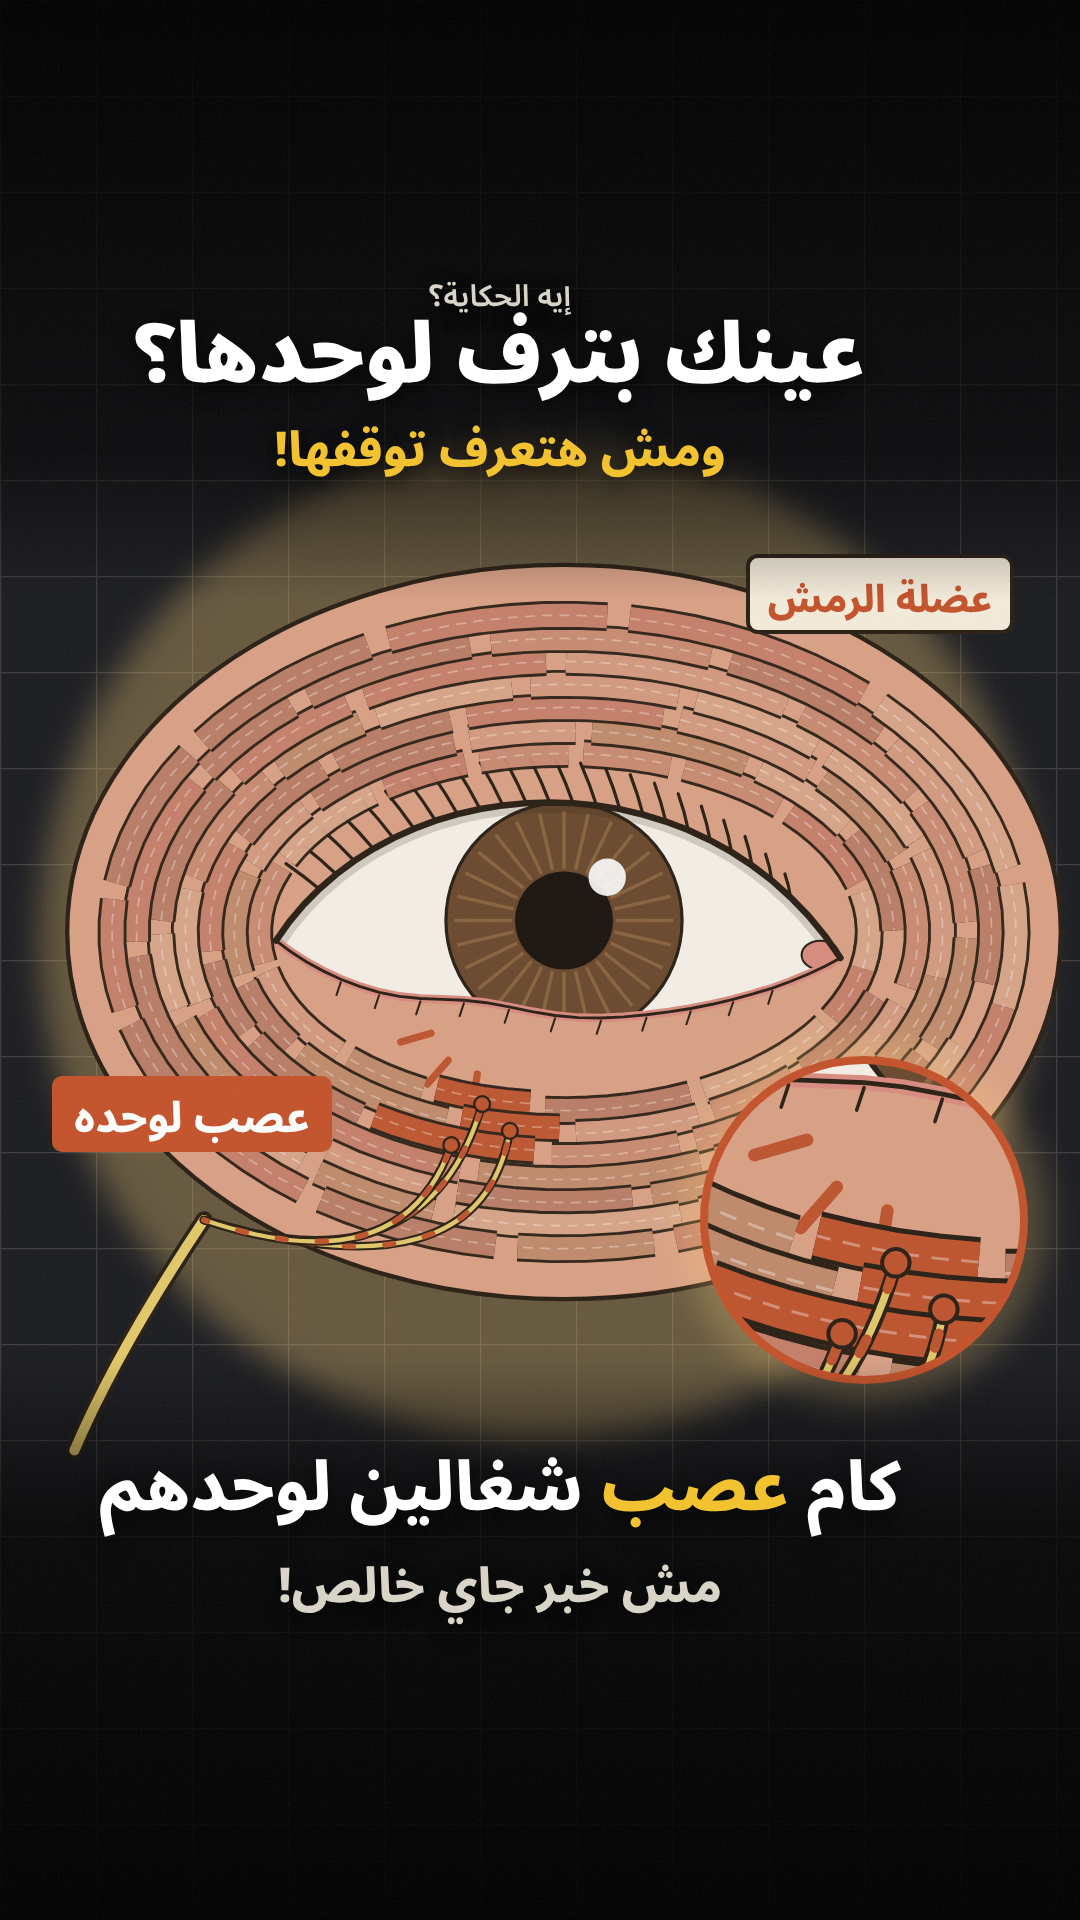 إيه الحكاية؟
عينك بترف لوحدها؟
ومش هتعرف توقفها!
عضلة الرمش
عصب لوحده
كام عصب شغالين لوحدهم
مش خبر جاي خالص!